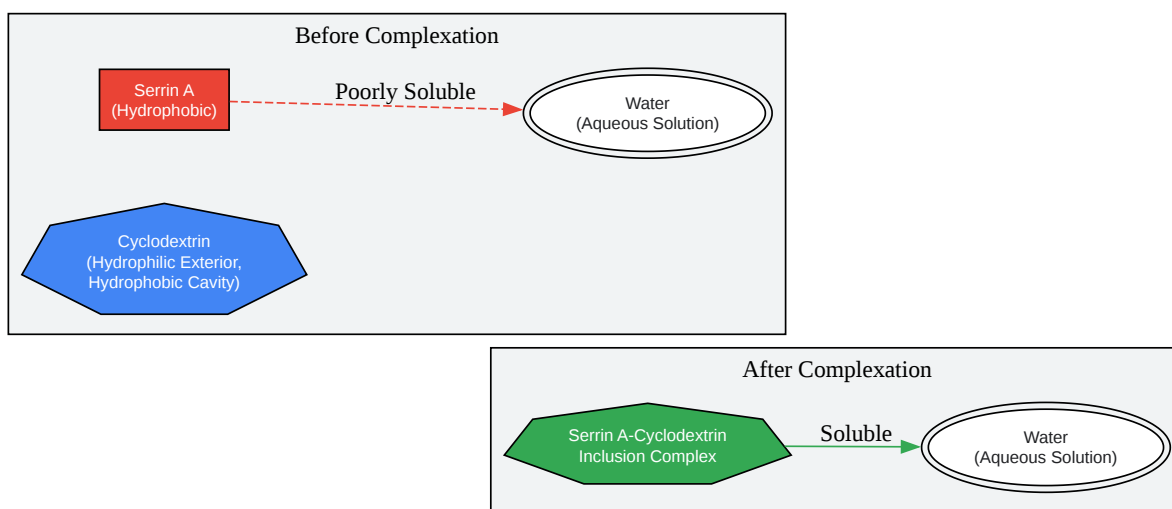 Before Complexation
Serrin A
(Hydrophobic)
Poorly Soluble
Water
(Aqueous Solution)
Cyclodextrin
(Hydrophilic Exterior,
Hydrophobic Cavity)
After Complexation
Serrin A-Cyclodextrin
Inclusion Complex
Soluble
Water
(Aqueous Solution)